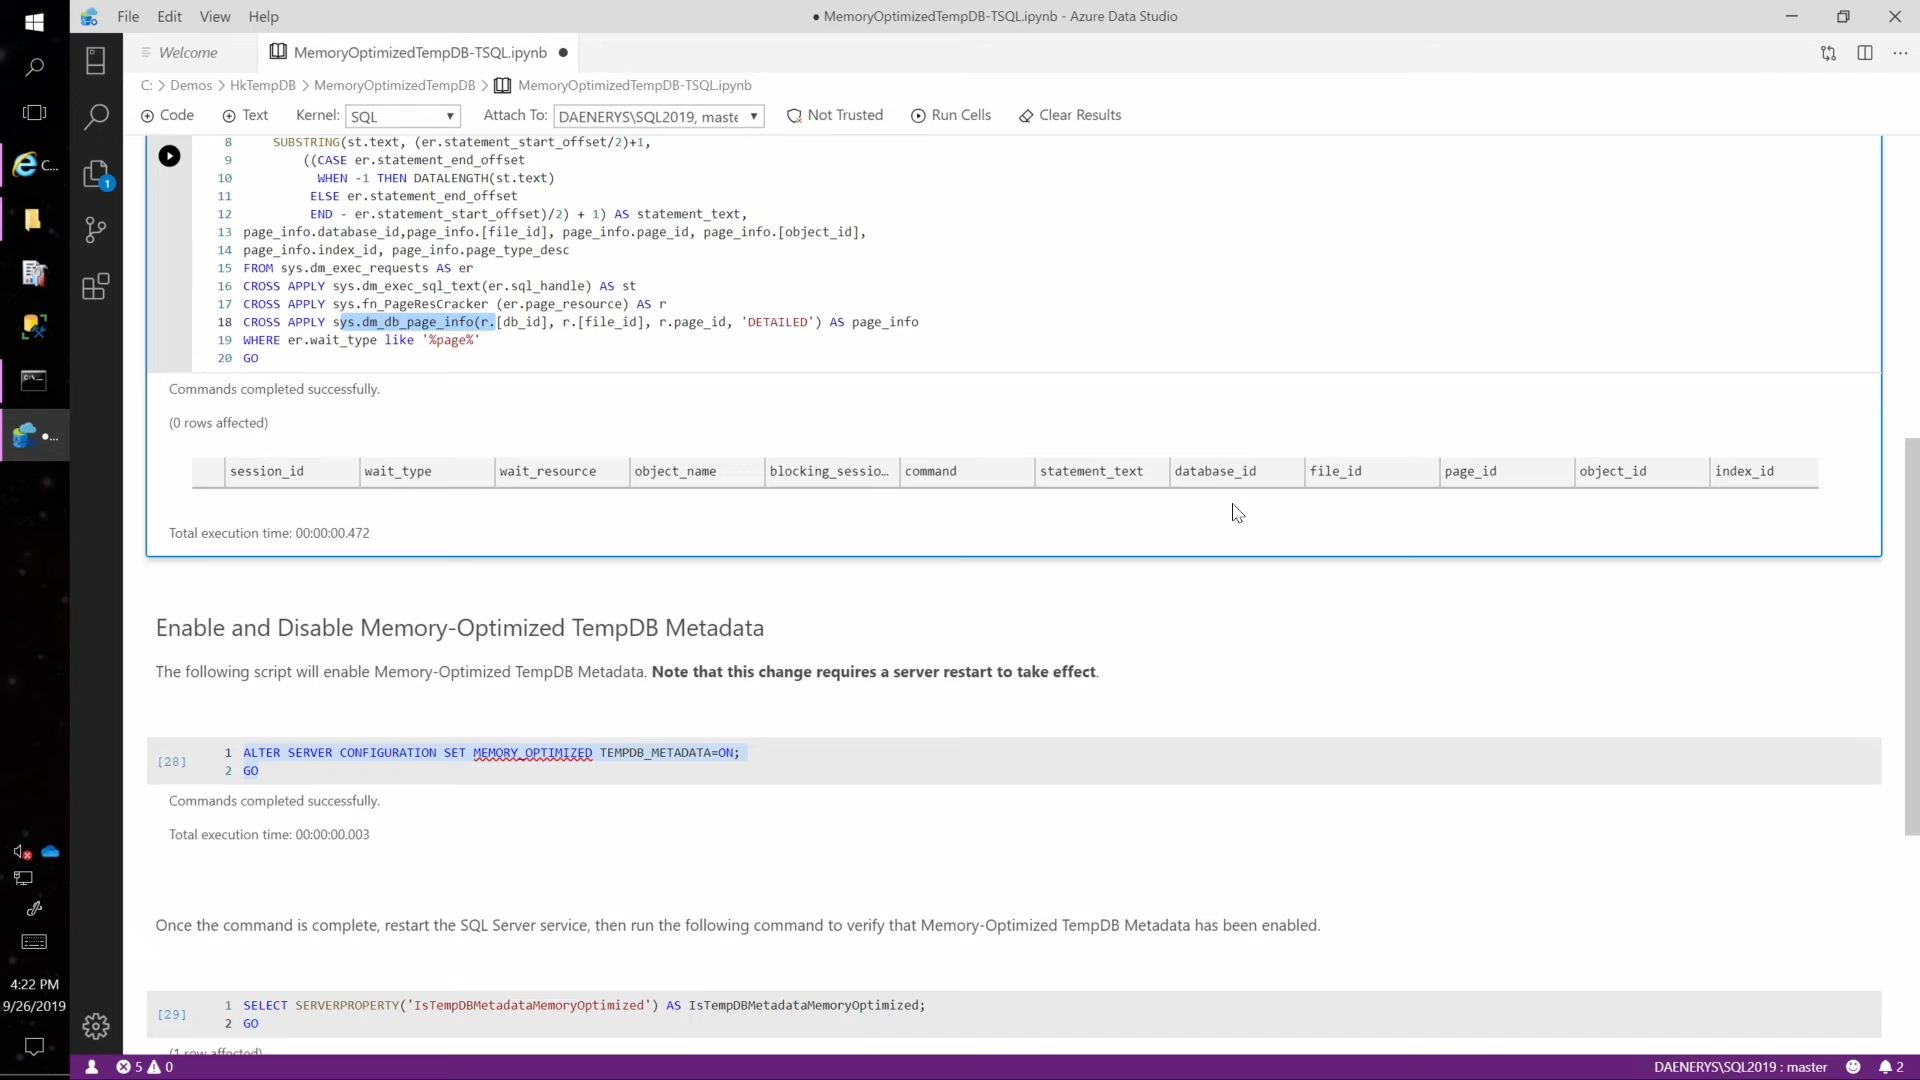 File Edit View Help
● MemoryOptimizedTempDB-TSQL.ipynb - Azure Data Studio
Welcome
MemoryOptimizedTempDB-TSQL.ipynb ●
C: > Demos > HkTempDB > MemoryOptimizedTempDB > MemoryOptimizedTempDB-TSQL.ipynb
Code Text Kernel: SQL Attach To: DAENERYS\SQL2019, maste Not Trusted Run Cells Clear Results
8 SUBSTRING(st.text, (er.statement_start_offset/2)+1,
9 ((CASE er.statement_end_offset
10 WHEN -1 THEN DATALENGTH(st.text)
11 ELSE er.statement_end_offset
12 END - er.statement_start_offset)/2) + 1) AS statement_text,
13 page_info.database_id,page_info.[file_id], page_info.page_id, page_info.[object_id],
14 page_info.index_id, page_info.page_type_desc
15 FROM sys.dm_exec_requests AS er
16 CROSS APPLY sys.dm_exec_sql_text(er.sql_handle) AS st
17 CROSS APPLY sys.fn_PageResCracker (er.page_resource) AS r
18 CROSS APPLY sys.dm_db_page_info(r.[db_id], r.[file_id], r.page_id, 'DETAILED') AS page_info
19 WHERE er.wait_type like '%page%'
20 GO
Commands completed successfully.
(0 rows affected)
session_id wait_type wait_resource object_name blocking_sessio... command statement_text database_id file_id page_id object_id index_id
Total execution time: 00:00:00.472
Enable and Disable Memory-Optimized TempDB Metadata
The following script will enable Memory-Optimized TempDB Metadata. Note that this change requires a server restart to take effect.
[28]
1 ALTER SERVER CONFIGURATION SET MEMORY_OPTIMIZED TEMPDB_METADATA=ON;
2 GO
Commands completed successfully.
Total execution time: 00:00:00.003
Once the command is complete, restart the SQL Server service, then run the following command to verify that Memory-Optimized TempDB Metadata has been enabled.
[29]
1 SELECT SERVERPROPERTY('IsTempDBMetadataMemoryOptimized') AS IsTempDBMetadataMemoryOptimized;
2 GO
(1 row affected)
5 0
DAENERYS\SQL2019 : master 2
C...
1
4:22 PM
9/26/2019